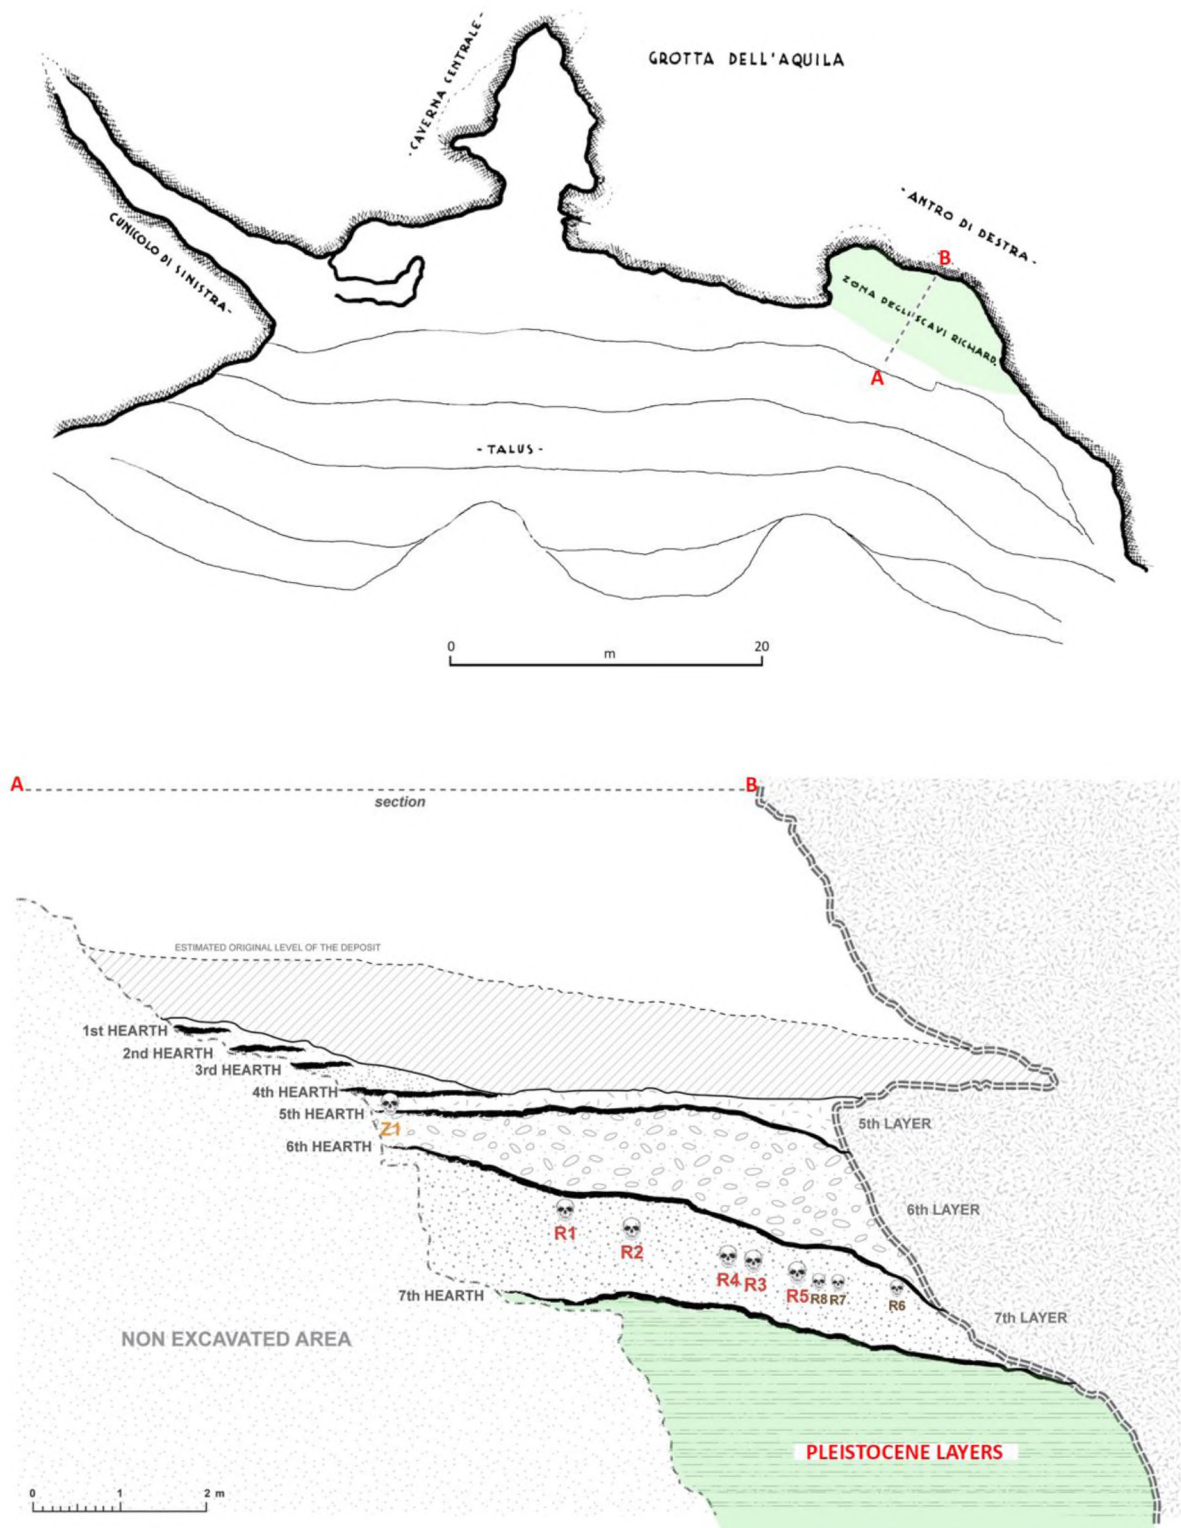 GROTTA DELL'AQUILA
- CAVERNA CENTRALE -
- ANTRO DI DESTRA -
CUNICOLO DI SINISTRA -
B
ZONA DEGLI SCAVI RICHARD.
A
- TALUS -
0
20
m
A
B
section
ESTIMATED ORIGINAL LEVEL OF THE DEPOSIT
1st HEARTH
2nd HEARTH
3rd HEARTH
4th HEARTH
5th HEARTH
Z1
6th HEARTH
5th LAYER
6th LAYER
R1
R2
R4
R3
R5
R8
R7
R6
7th HEARTH
7th LAYER
NON EXCAVATED AREA
PLEISTOCENE LAYERS
0
1
2 m